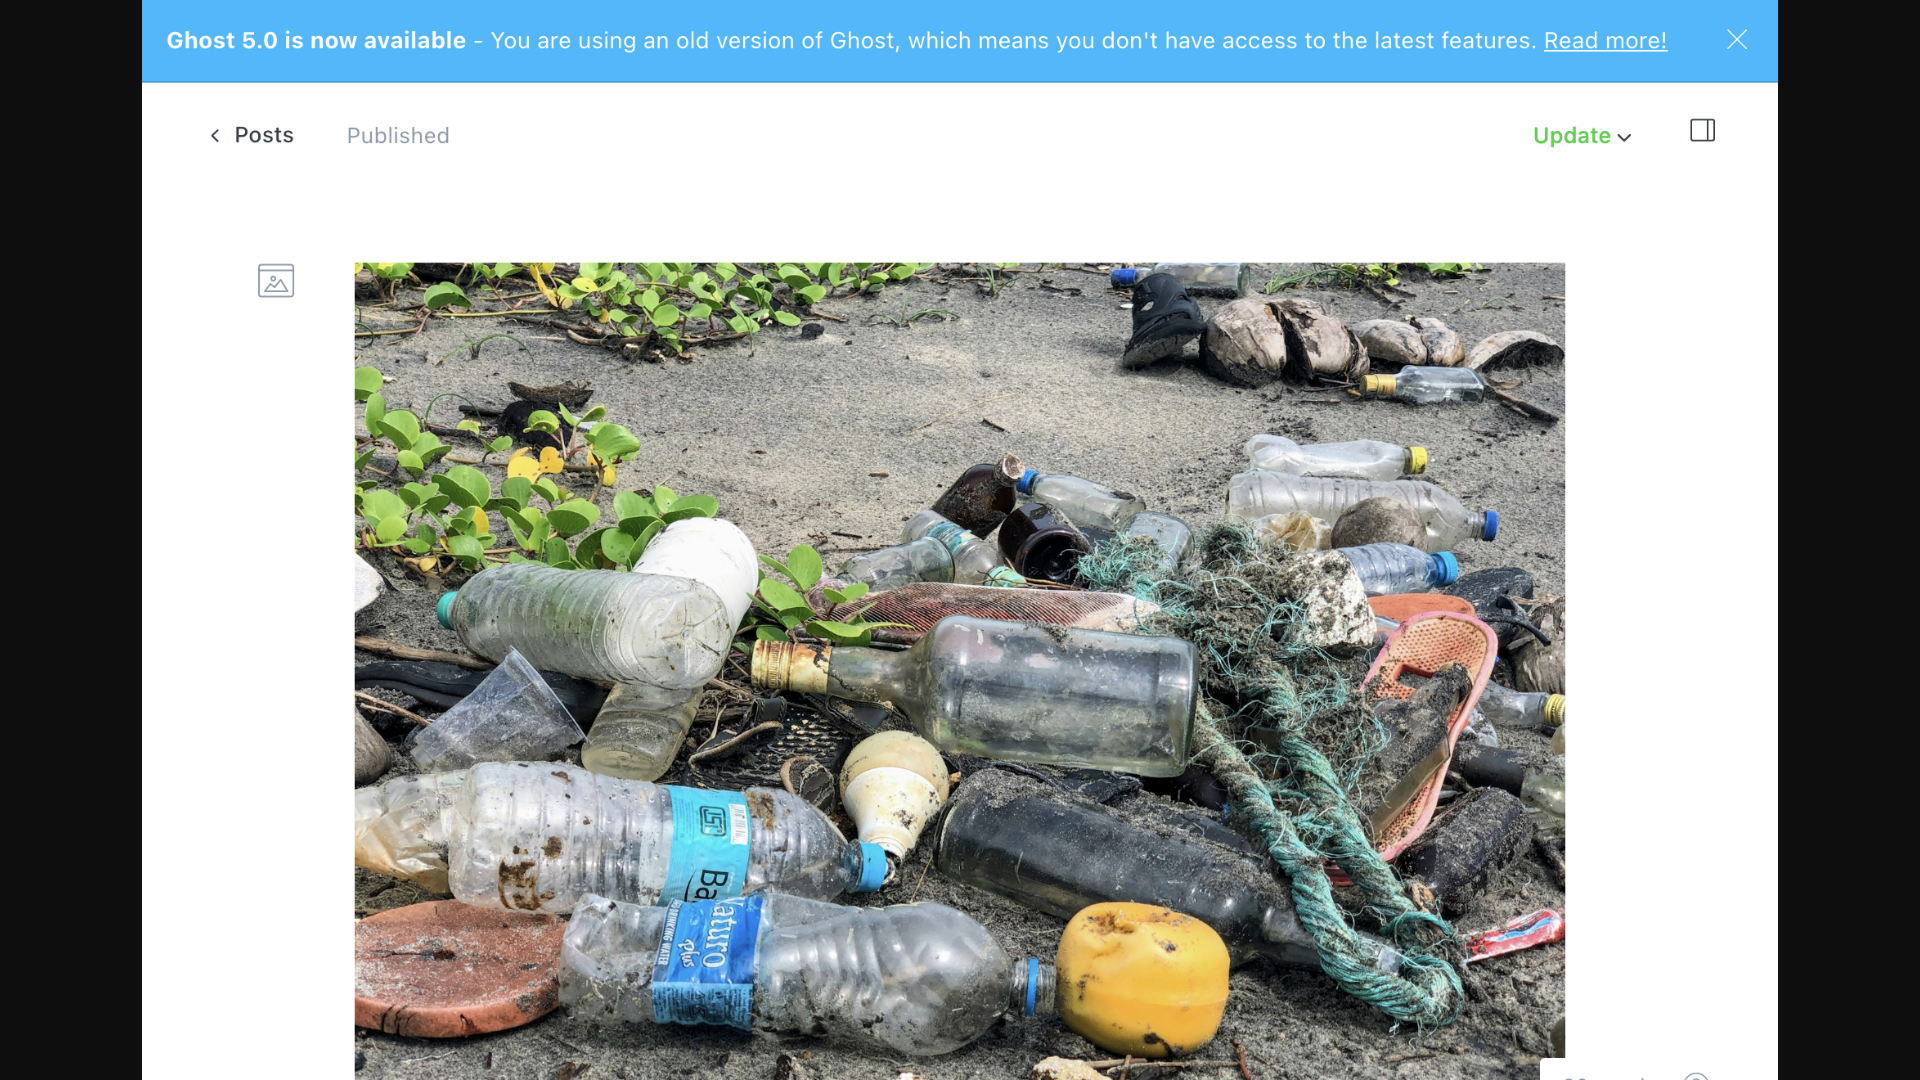 Ghost 5.0 is now available - You are using an old version of Ghost, which means you don't have access to the latest features. Read more!
Posts
Published
Update
Ba
Naturo
plus
DRINKING WATER